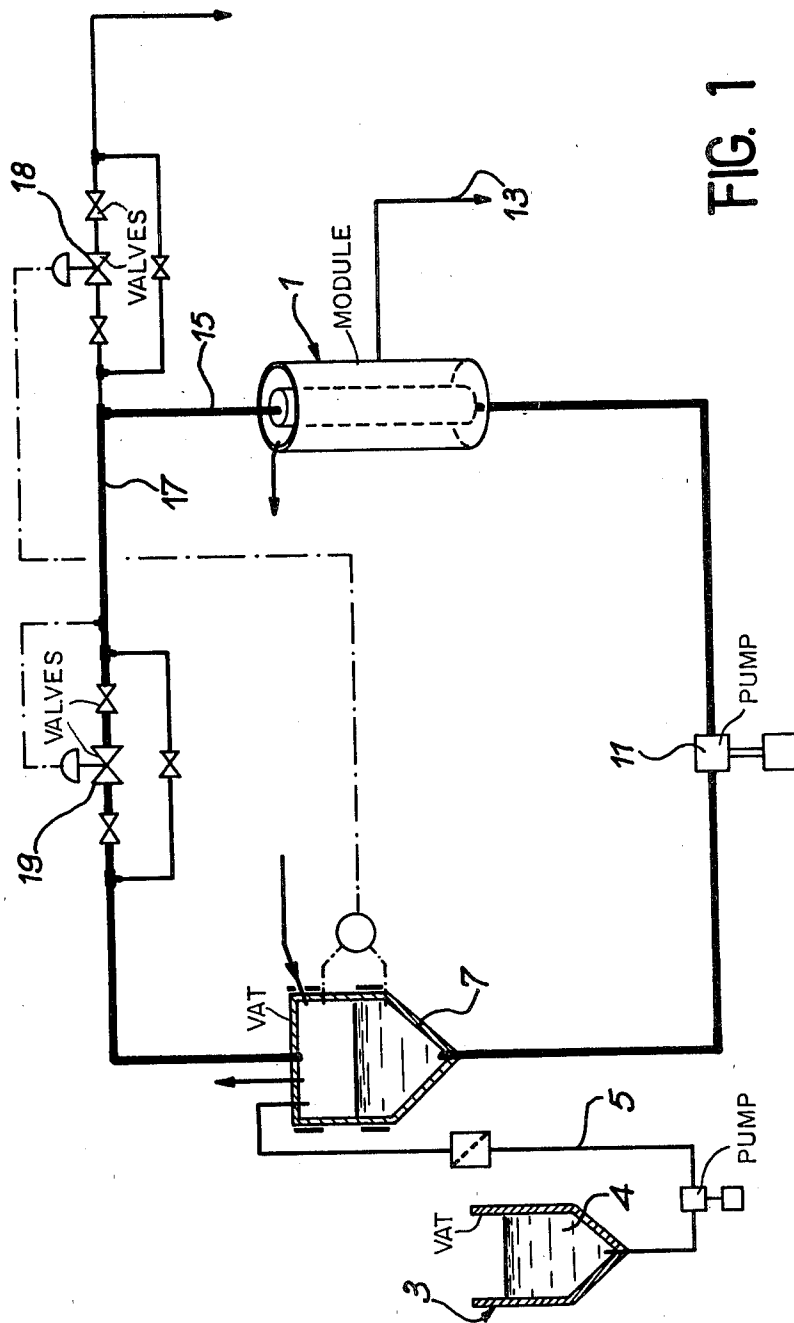 18
VALVES
15
1
MODULE
13
17
VALVES
19
11
PUMP
VAT
7
5
VAT
4
3
PUMP
FIG. 1